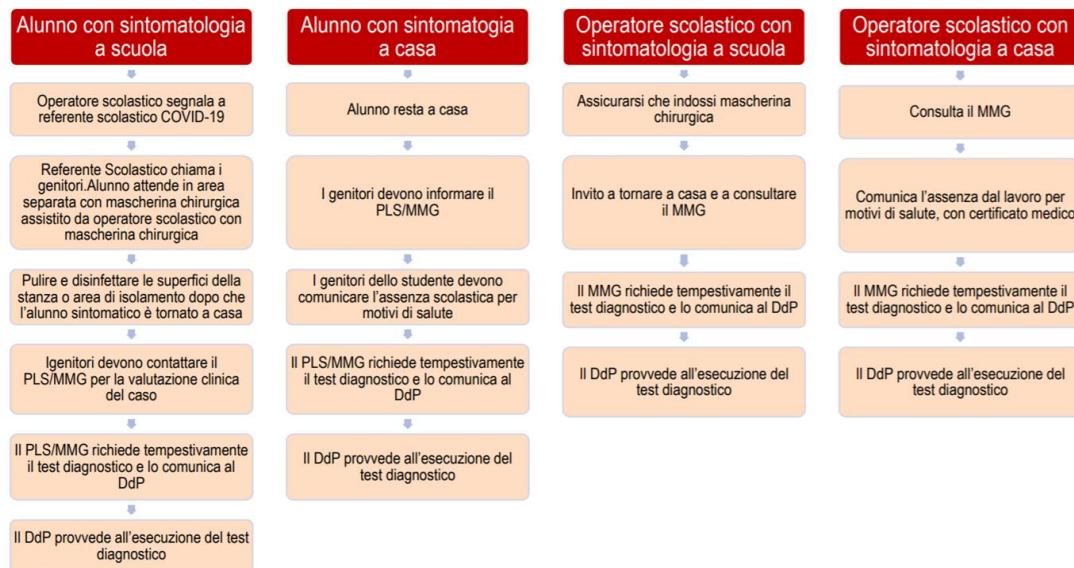 Alunno con sintomatologia
a scuola
Operatore scolastico segnala a
referente scolastico COVID-19
Referente Scolastico chiama i
genitori.Alunno attende in area
separata con mascherina chirurgica
assistito da operatore scolastico con
mascherina chirurgica
Pulire e disinfettare le superfici della
stanza o area di isolamento dopo che
l'alunno sintomatico è tornato a casa
Igenitori devono contattare il
PLS/MMG per la valutazione clinica
del caso
Il PLS/MMG richiede tempestivamente
il test diagnostico e lo comunica al
DdP
Il DdP provvede all'esecuzione del test
diagnostico
Alunno con sintomatogia
a casa
Alunno resta a casa
I genitori devono informare il
PLS/MMG
I genitori dello studente devono
comunicare l'assenza scolastica per
motivi di salute
Il PLS/MMG richiede tempestivamente
il test diagnostico e lo comunica al
DdP
Il DdP provvede all'esecuzione del
test diagnostico
Operatore scolastico con
sintomatologia a scuola
Assicurarsi che indossi mascherina
chirurgica
Invito a tornare a casa e a consultare
il MMG
Il MMG richiede tempestivamente il
test diagnostico e lo comunica al DdP
Il DdP provvede all'esecuzione del
test diagnostico
Operatore scolastico con
sintomatologia a casa
Consulta il MMG
Comunica l'assenza dal lavoro per
motivi di salute, con certificato medico
Il MMG richiede tempestivamente il
test diagnostico e lo comunica al DdP
Il DdP provvede all'esecuzione del
test diagnostico